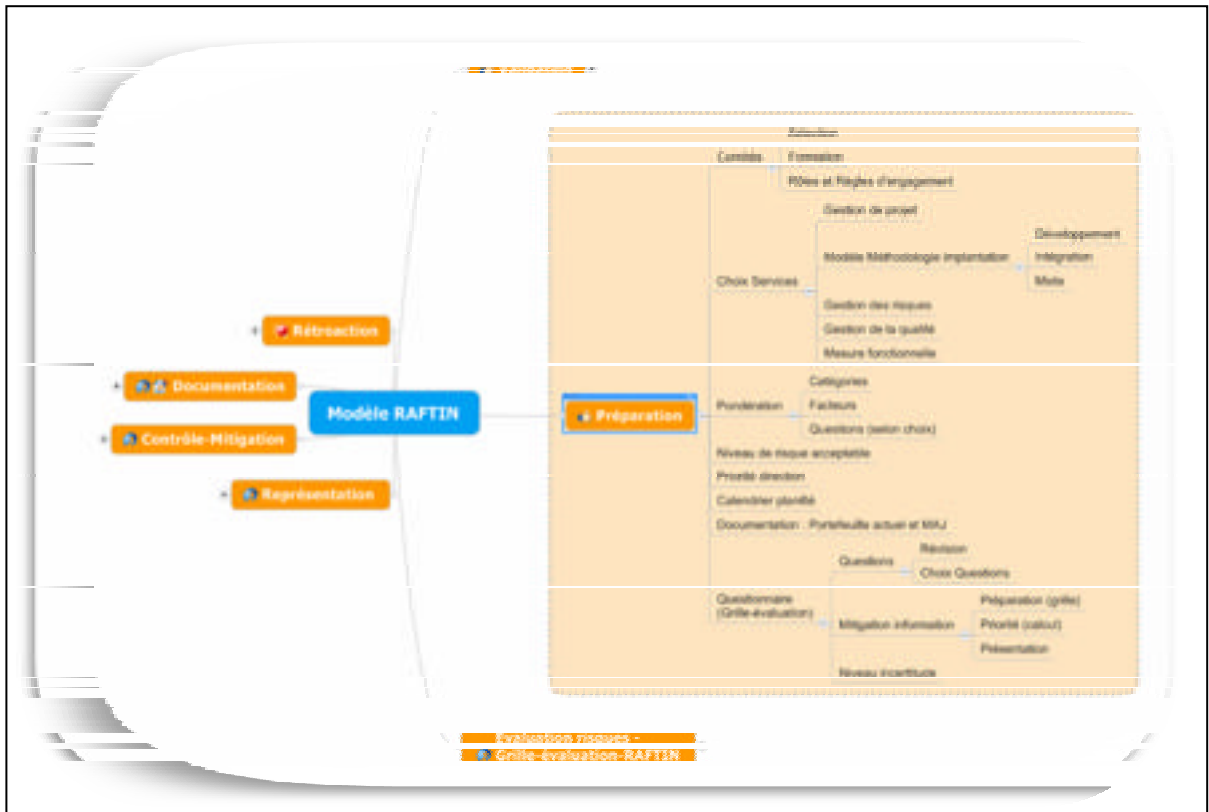 Comités
Formation
Rôles et Règles d'engagement
Gestion de projet
Développement
Modèle Méthodologie implantation
Intégration
Mixte
Choix Services
Gestion des risques
Gestion de la qualité
Mesure fonctionnelle
Rétroaction
Documentation
Modèle RAFTIN
Contrôle-Mitigation
Représentation
Préparation
Catégories
Pondération
Facteurs
Questions (selon choix)
Niveau de risque acceptable
Priorité direction
Calendrier planifié
Documentation : Portefeuille actuel et MAJ
Révision
Questions
Choix Questions
Questionnaire
(Grille-évaluation)
Préparation (grille)
Mitigation information
Priorité (calcul)
Présentation
Niveau incertitude
Evaluation risques -
Grille-évaluation-RAFTIN